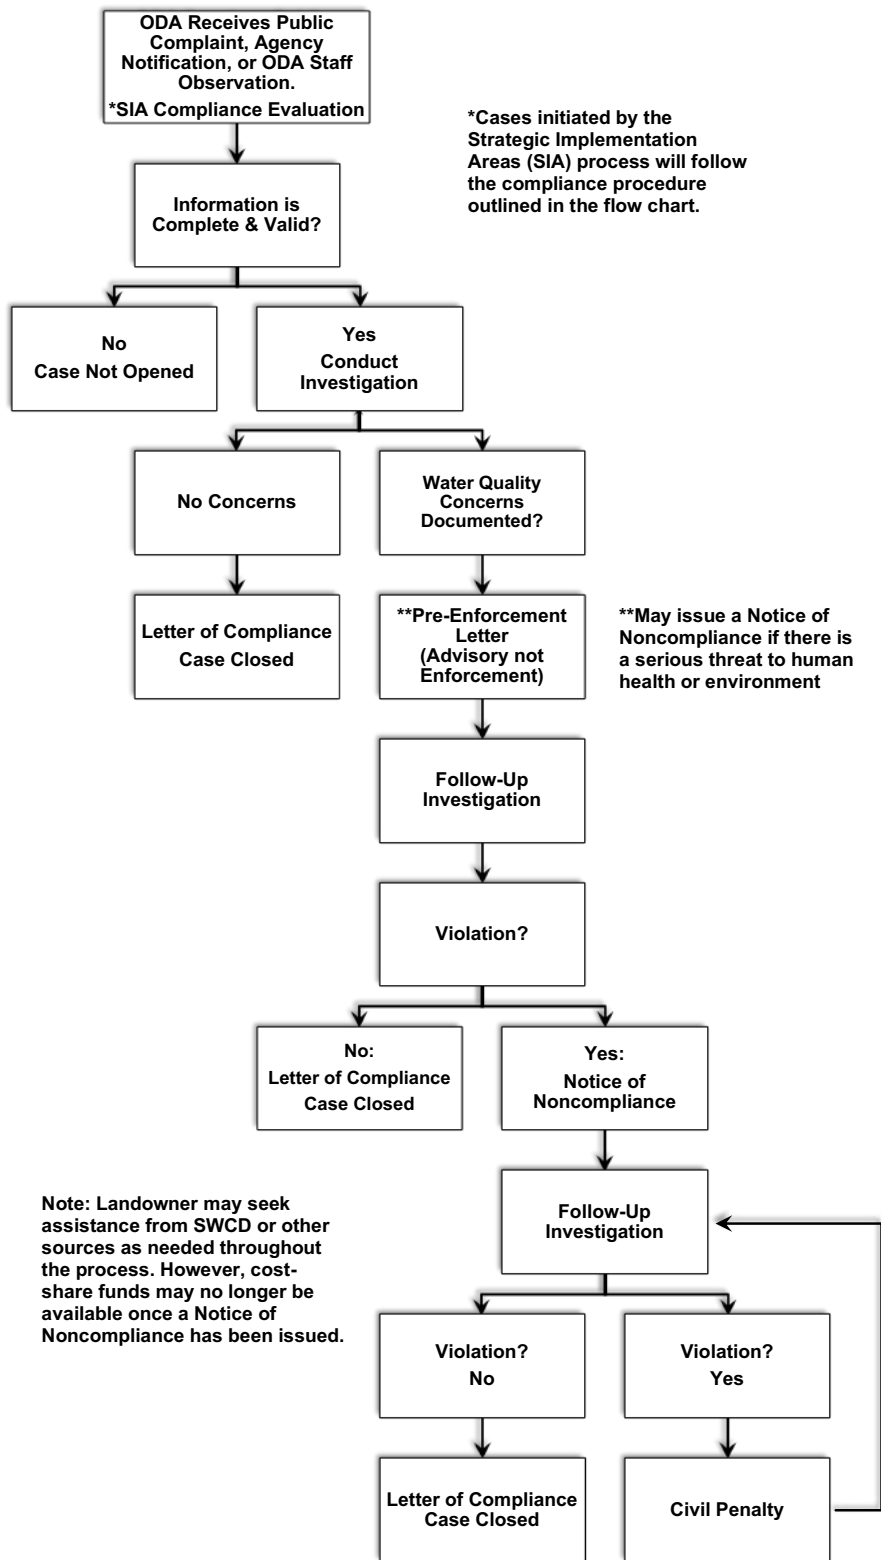 ODA Receives Public
Complaint, Agency
Notification, or ODA Staff
Observation.
*SIA Compliance Evaluation
*Cases initiated by the
Strategic Implementation
Areas (SIA) process will follow
the compliance procedure
outlined in the flow chart.
Information is
Complete & Valid?
No
Case Not Opened
Yes
Conduct
Investigation
No Concerns
Water Quality
Concerns
Documented?
Letter of Compliance
Case Closed
**Pre-Enforcement
Letter
(Advisory not
Enforcement)
**May issue a Notice of
Noncompliance if there is
a serious threat to human
health or environment
Follow-Up
Investigation
Violation?
No:
Letter of Compliance
Case Closed
Yes:
Notice of
Noncompliance
Note: Landowner may seek
assistance from SWCD or other
sources as needed throughout
the process. However, cost-
share funds may no longer be
available once a Notice of
Noncompliance has been issued.
Follow-Up
Investigation
Violation?
No
Violation?
Yes
Letter of Compliance
Case Closed
Civil Penalty